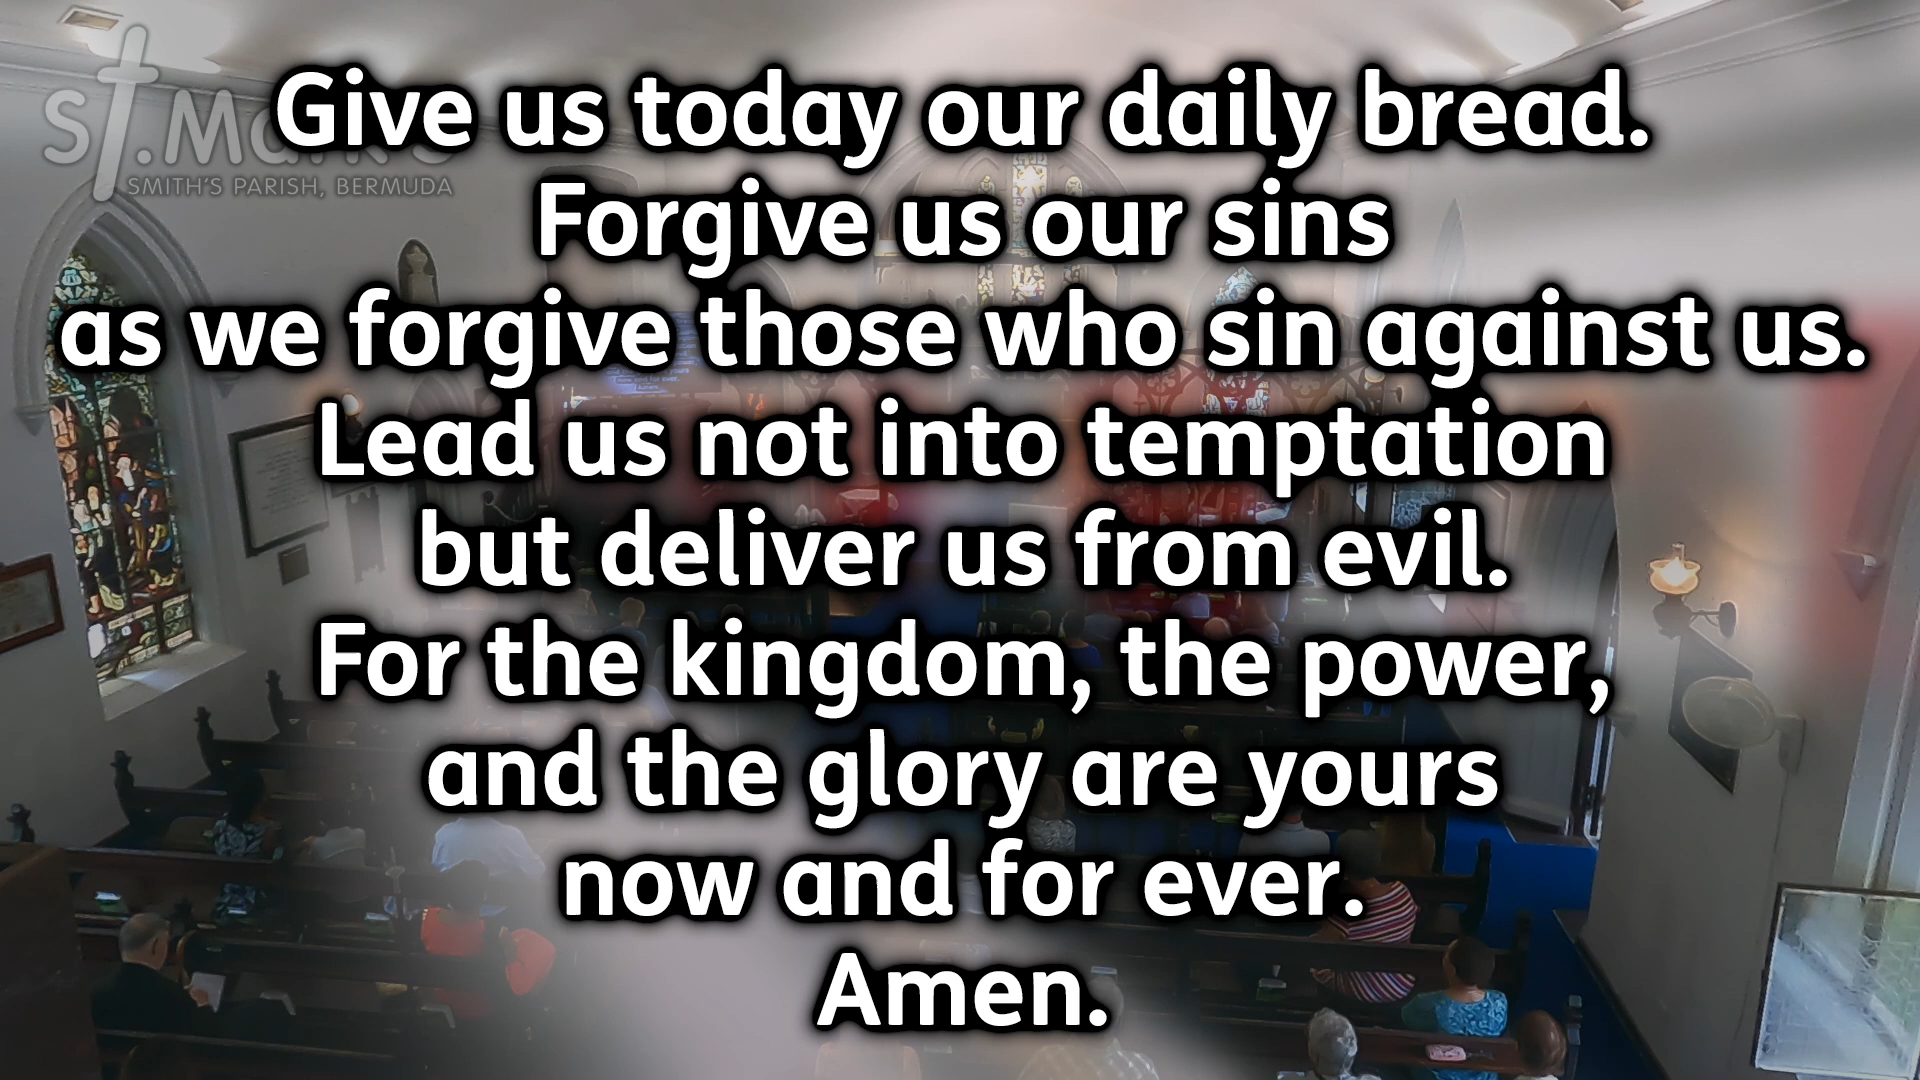 Give us today our daily bread.
St. Mark's
SMITH'S PARISH, BERMUDA
Forgive us our sins
as we forgive those who sin against us.
Lead us not into temptation
but deliver us from evil.
For the kingdom, the power,
and the glory are yours
now and for ever.
Amen.